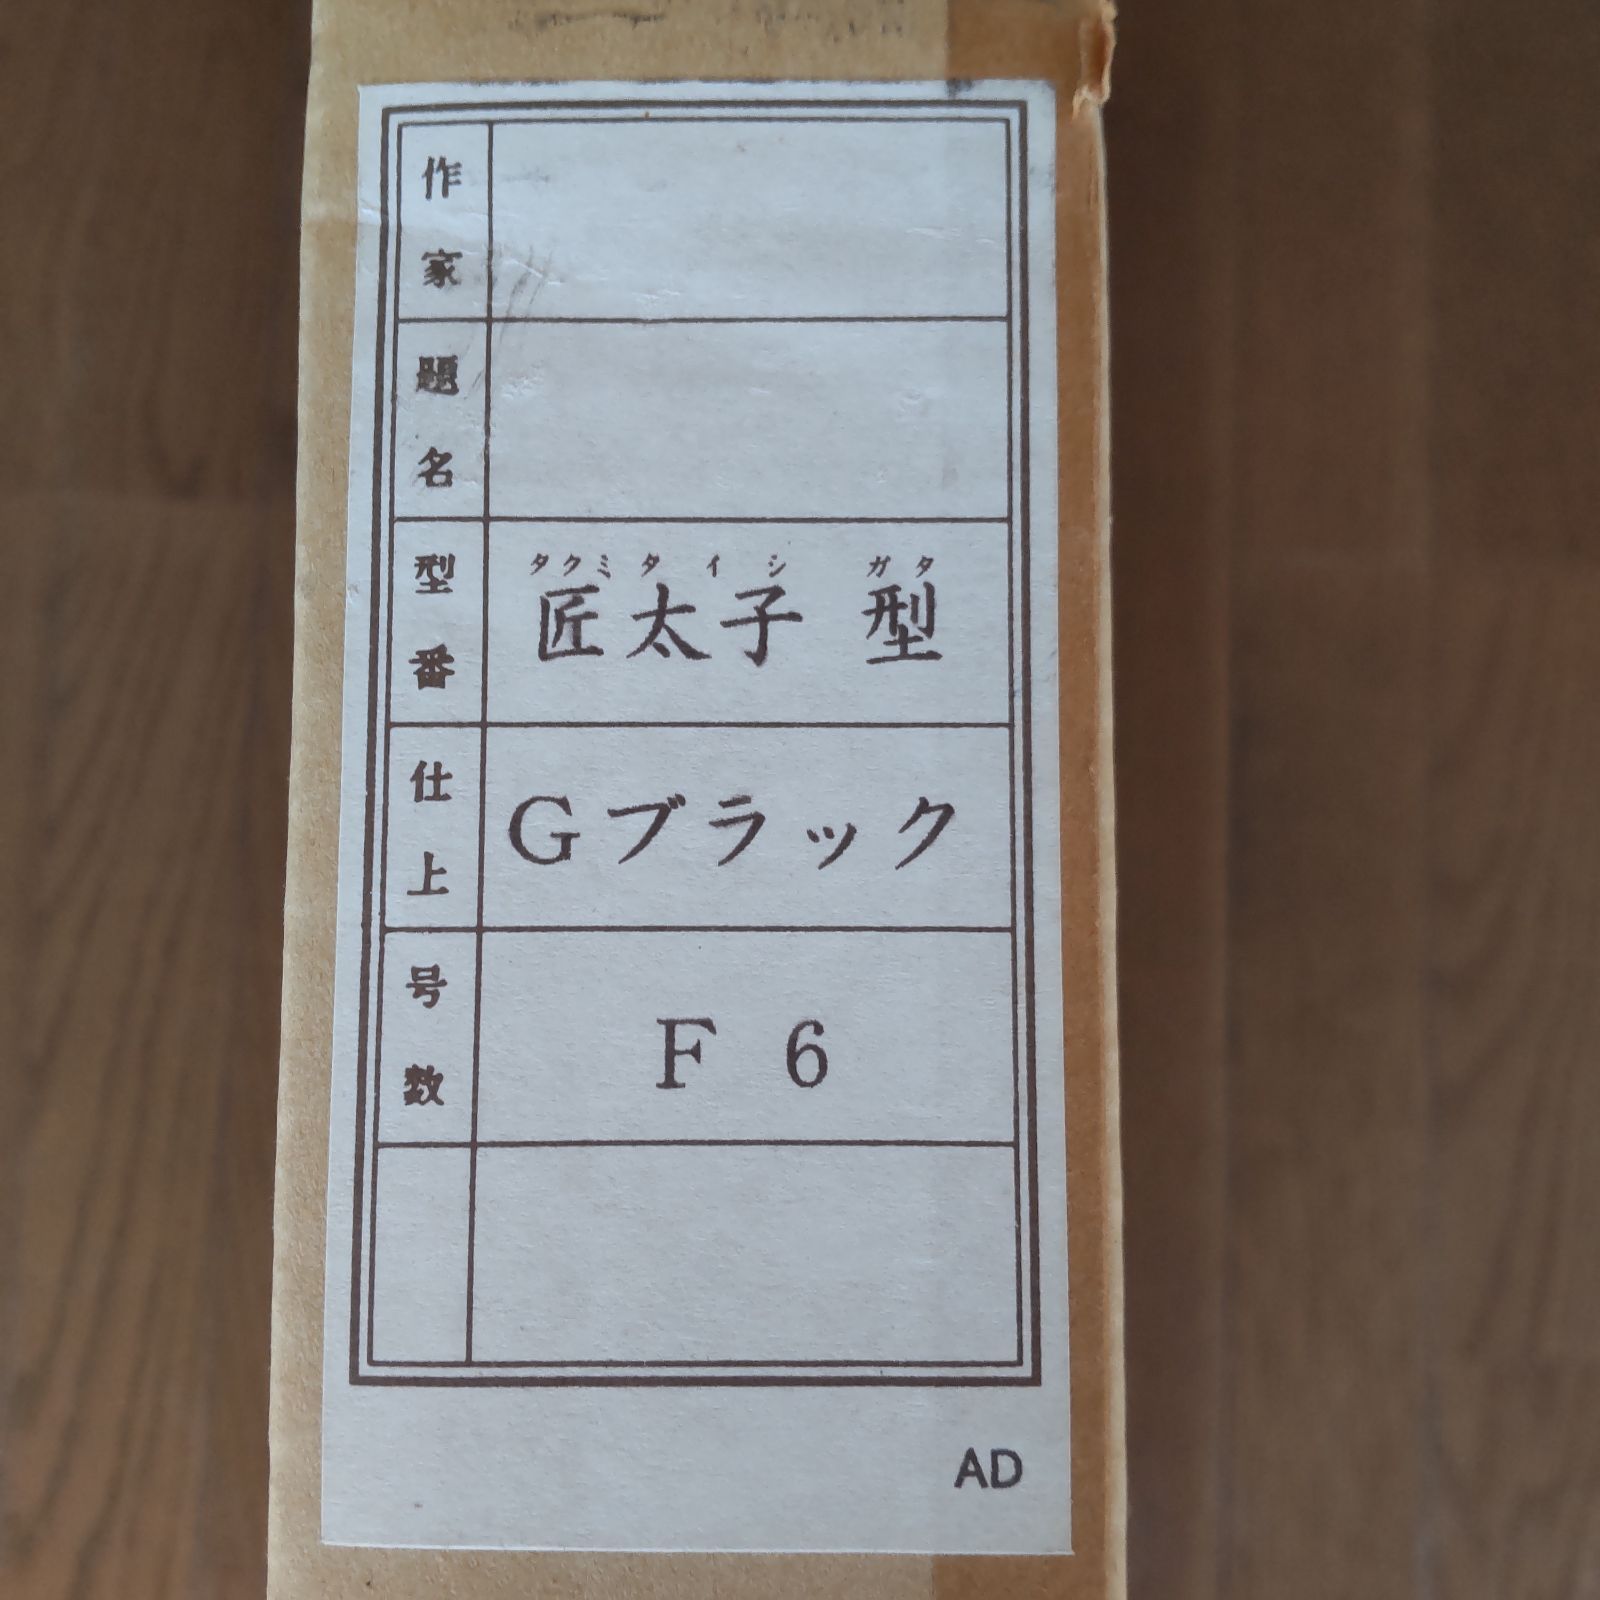 作家
題名
型番 タクミタイシ ガタ
匠太子 型
仕上 Gブラック
号数 F 6
AD